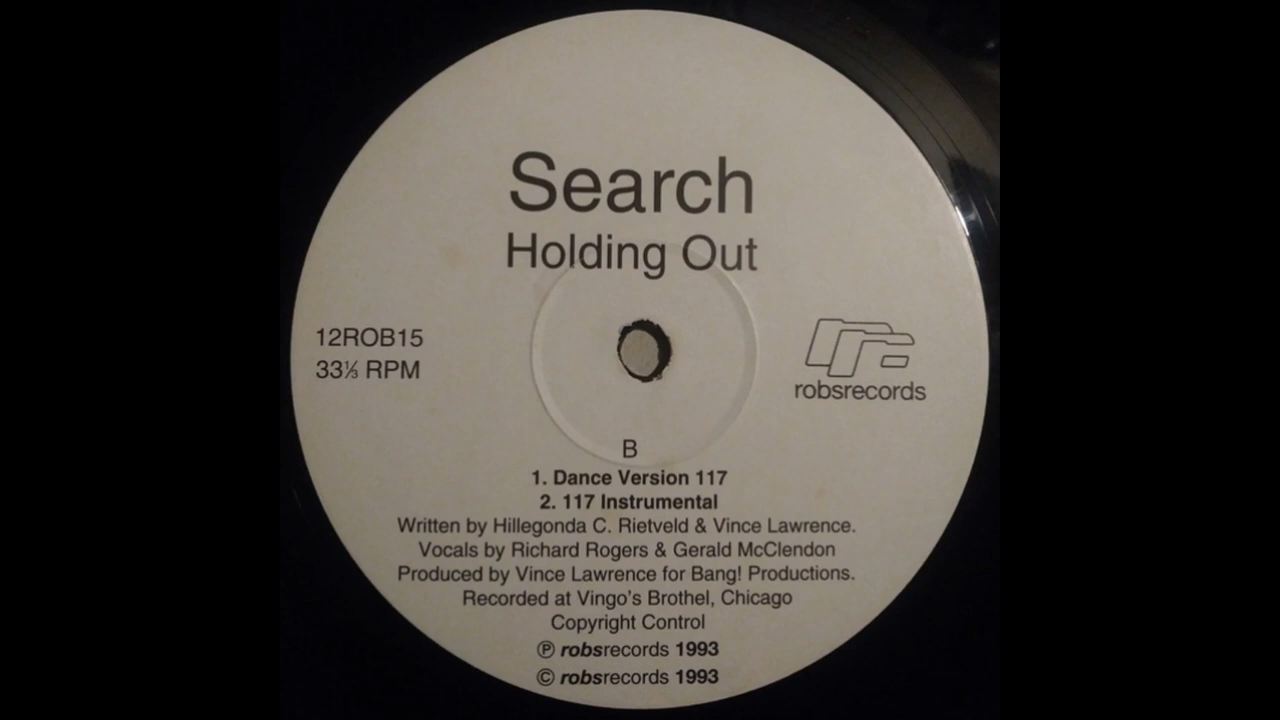 Search
Holding Out
12ROB15
33⅓ RPM
robsrecords
B
1. Dance Version 117
2. 117 Instrumental
Written by Hillegonda C. Rietveld & Vince Lawrence.
Vocals by Richard Rogers & Gerald McClendon
Produced by Vince Lawrence for Bang! Productions.
Recorded at Vingo's Brothel, Chicago
Copyright Control
℗ robsrecords 1993
© robsrecords 1993